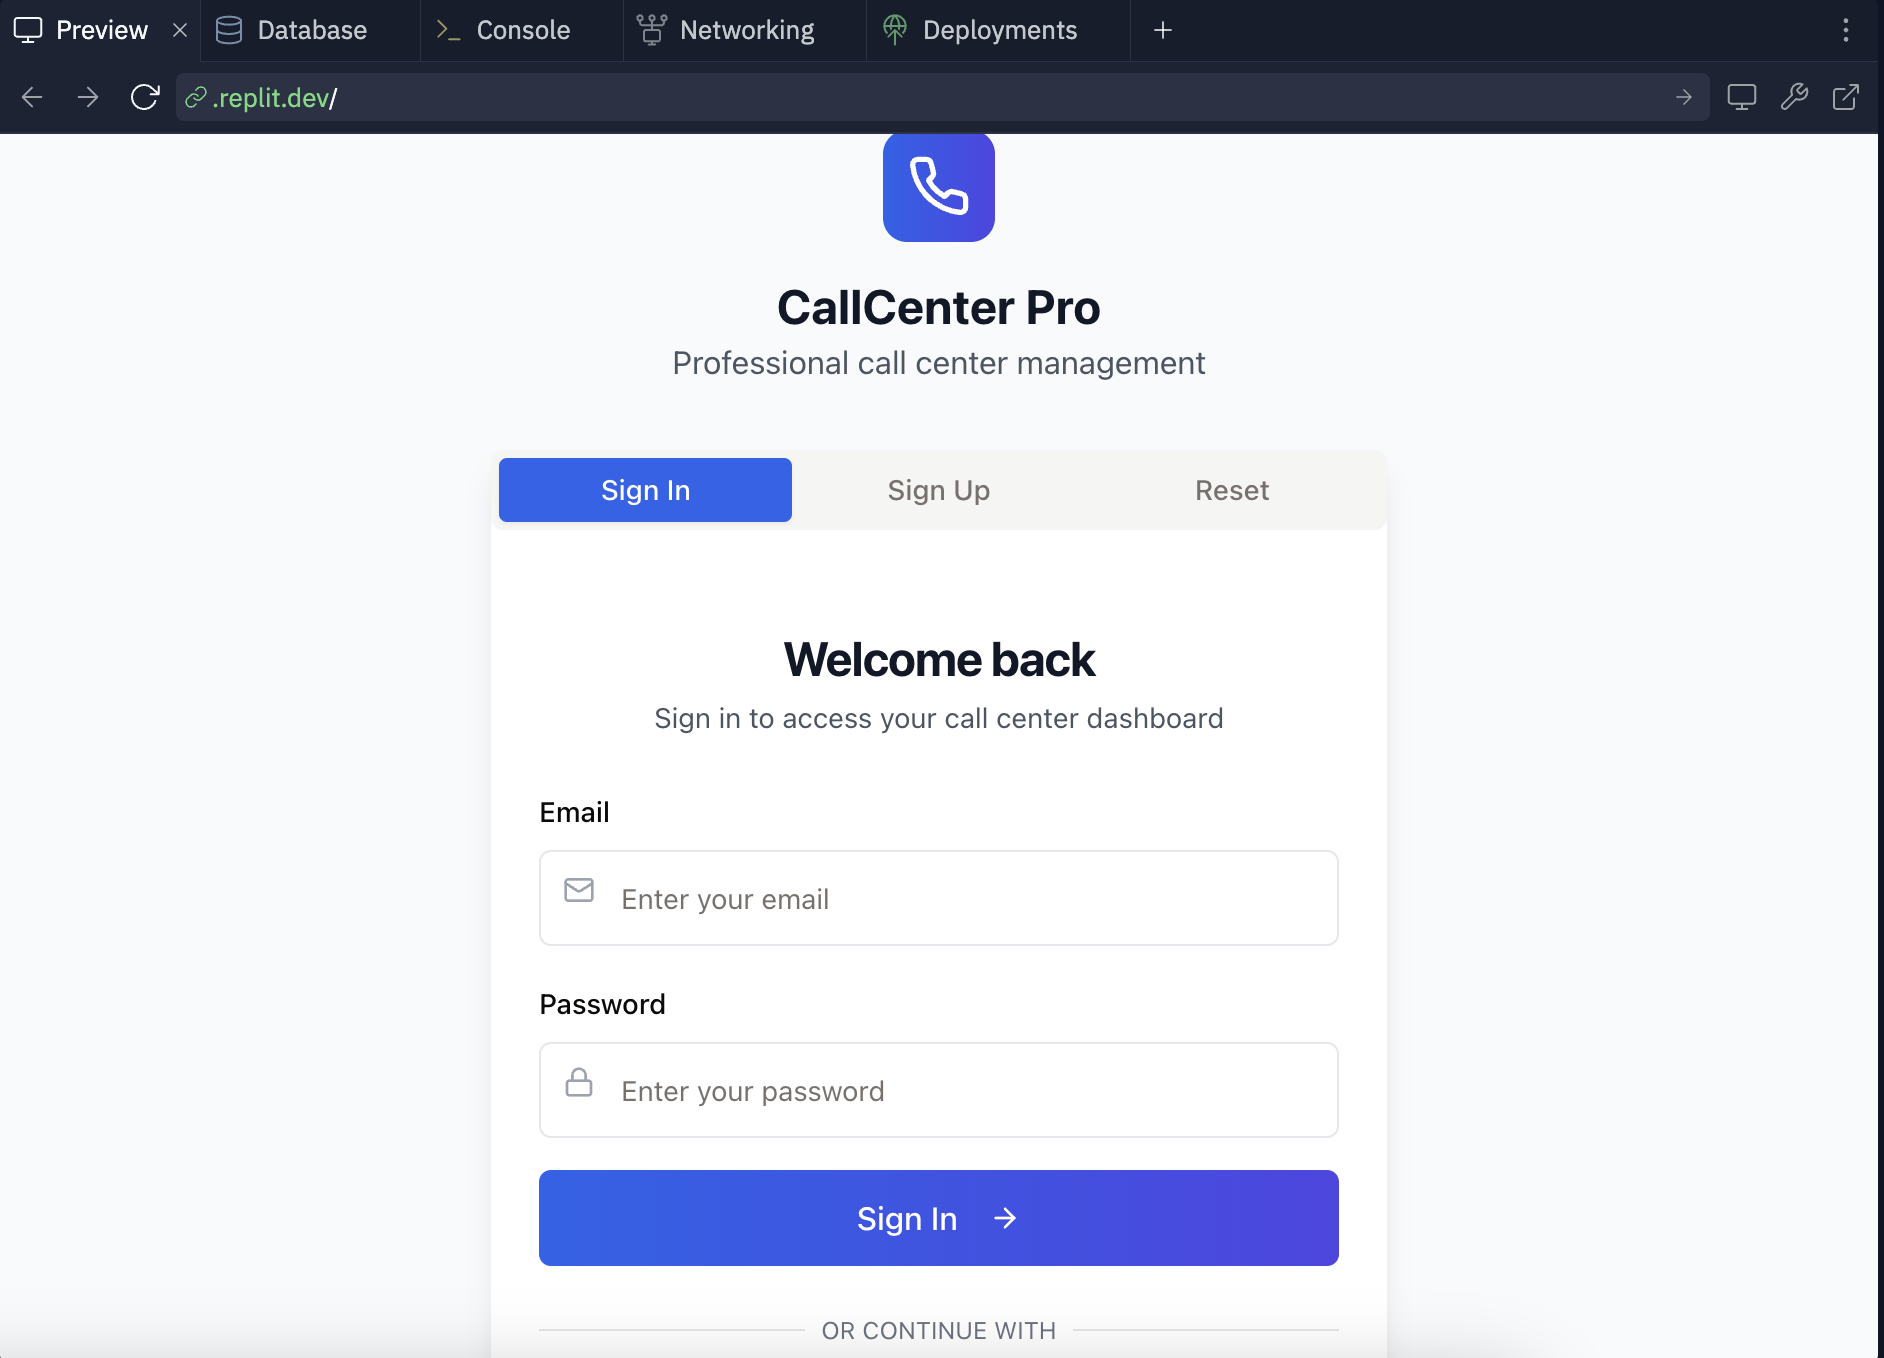 Preview
Database
Console
Networking
Deployments
.replit.dev/
CallCenter Pro
Professional call center management
Sign In
Sign Up
Reset
Welcome back
Sign in to access your call center dashboard
Email
Enter your email
Password
Enter your password
Sign In
OR CONTINUE WITH